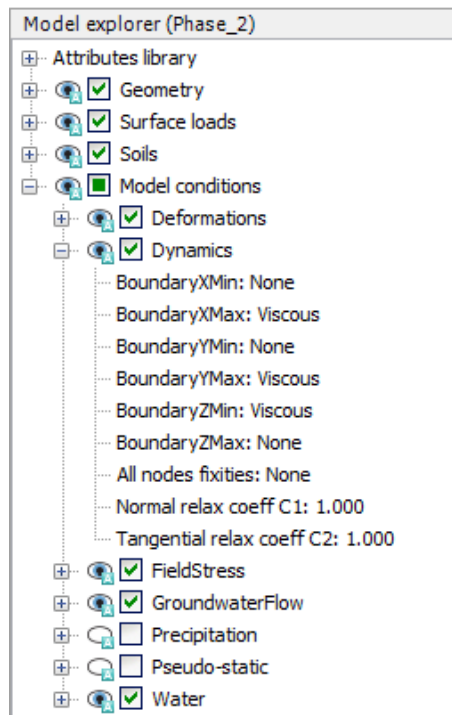 Model explorer (Phase_2)
Attributes library
Geometry
Surface loads
Soils
Model conditions
Deformations
Dynamics
BoundaryXMin: None
BoundaryXMax: Viscous
BoundaryYMin: None
BoundaryYMax: Viscous
BoundaryZMin: Viscous
BoundaryZMax: None
All nodes fixities: None
Normal relax coeff C1: 1.000
Tangential relax coeff C2: 1.000
FieldStress
GroundwaterFlow
Precipitation
Pseudo-static
Water